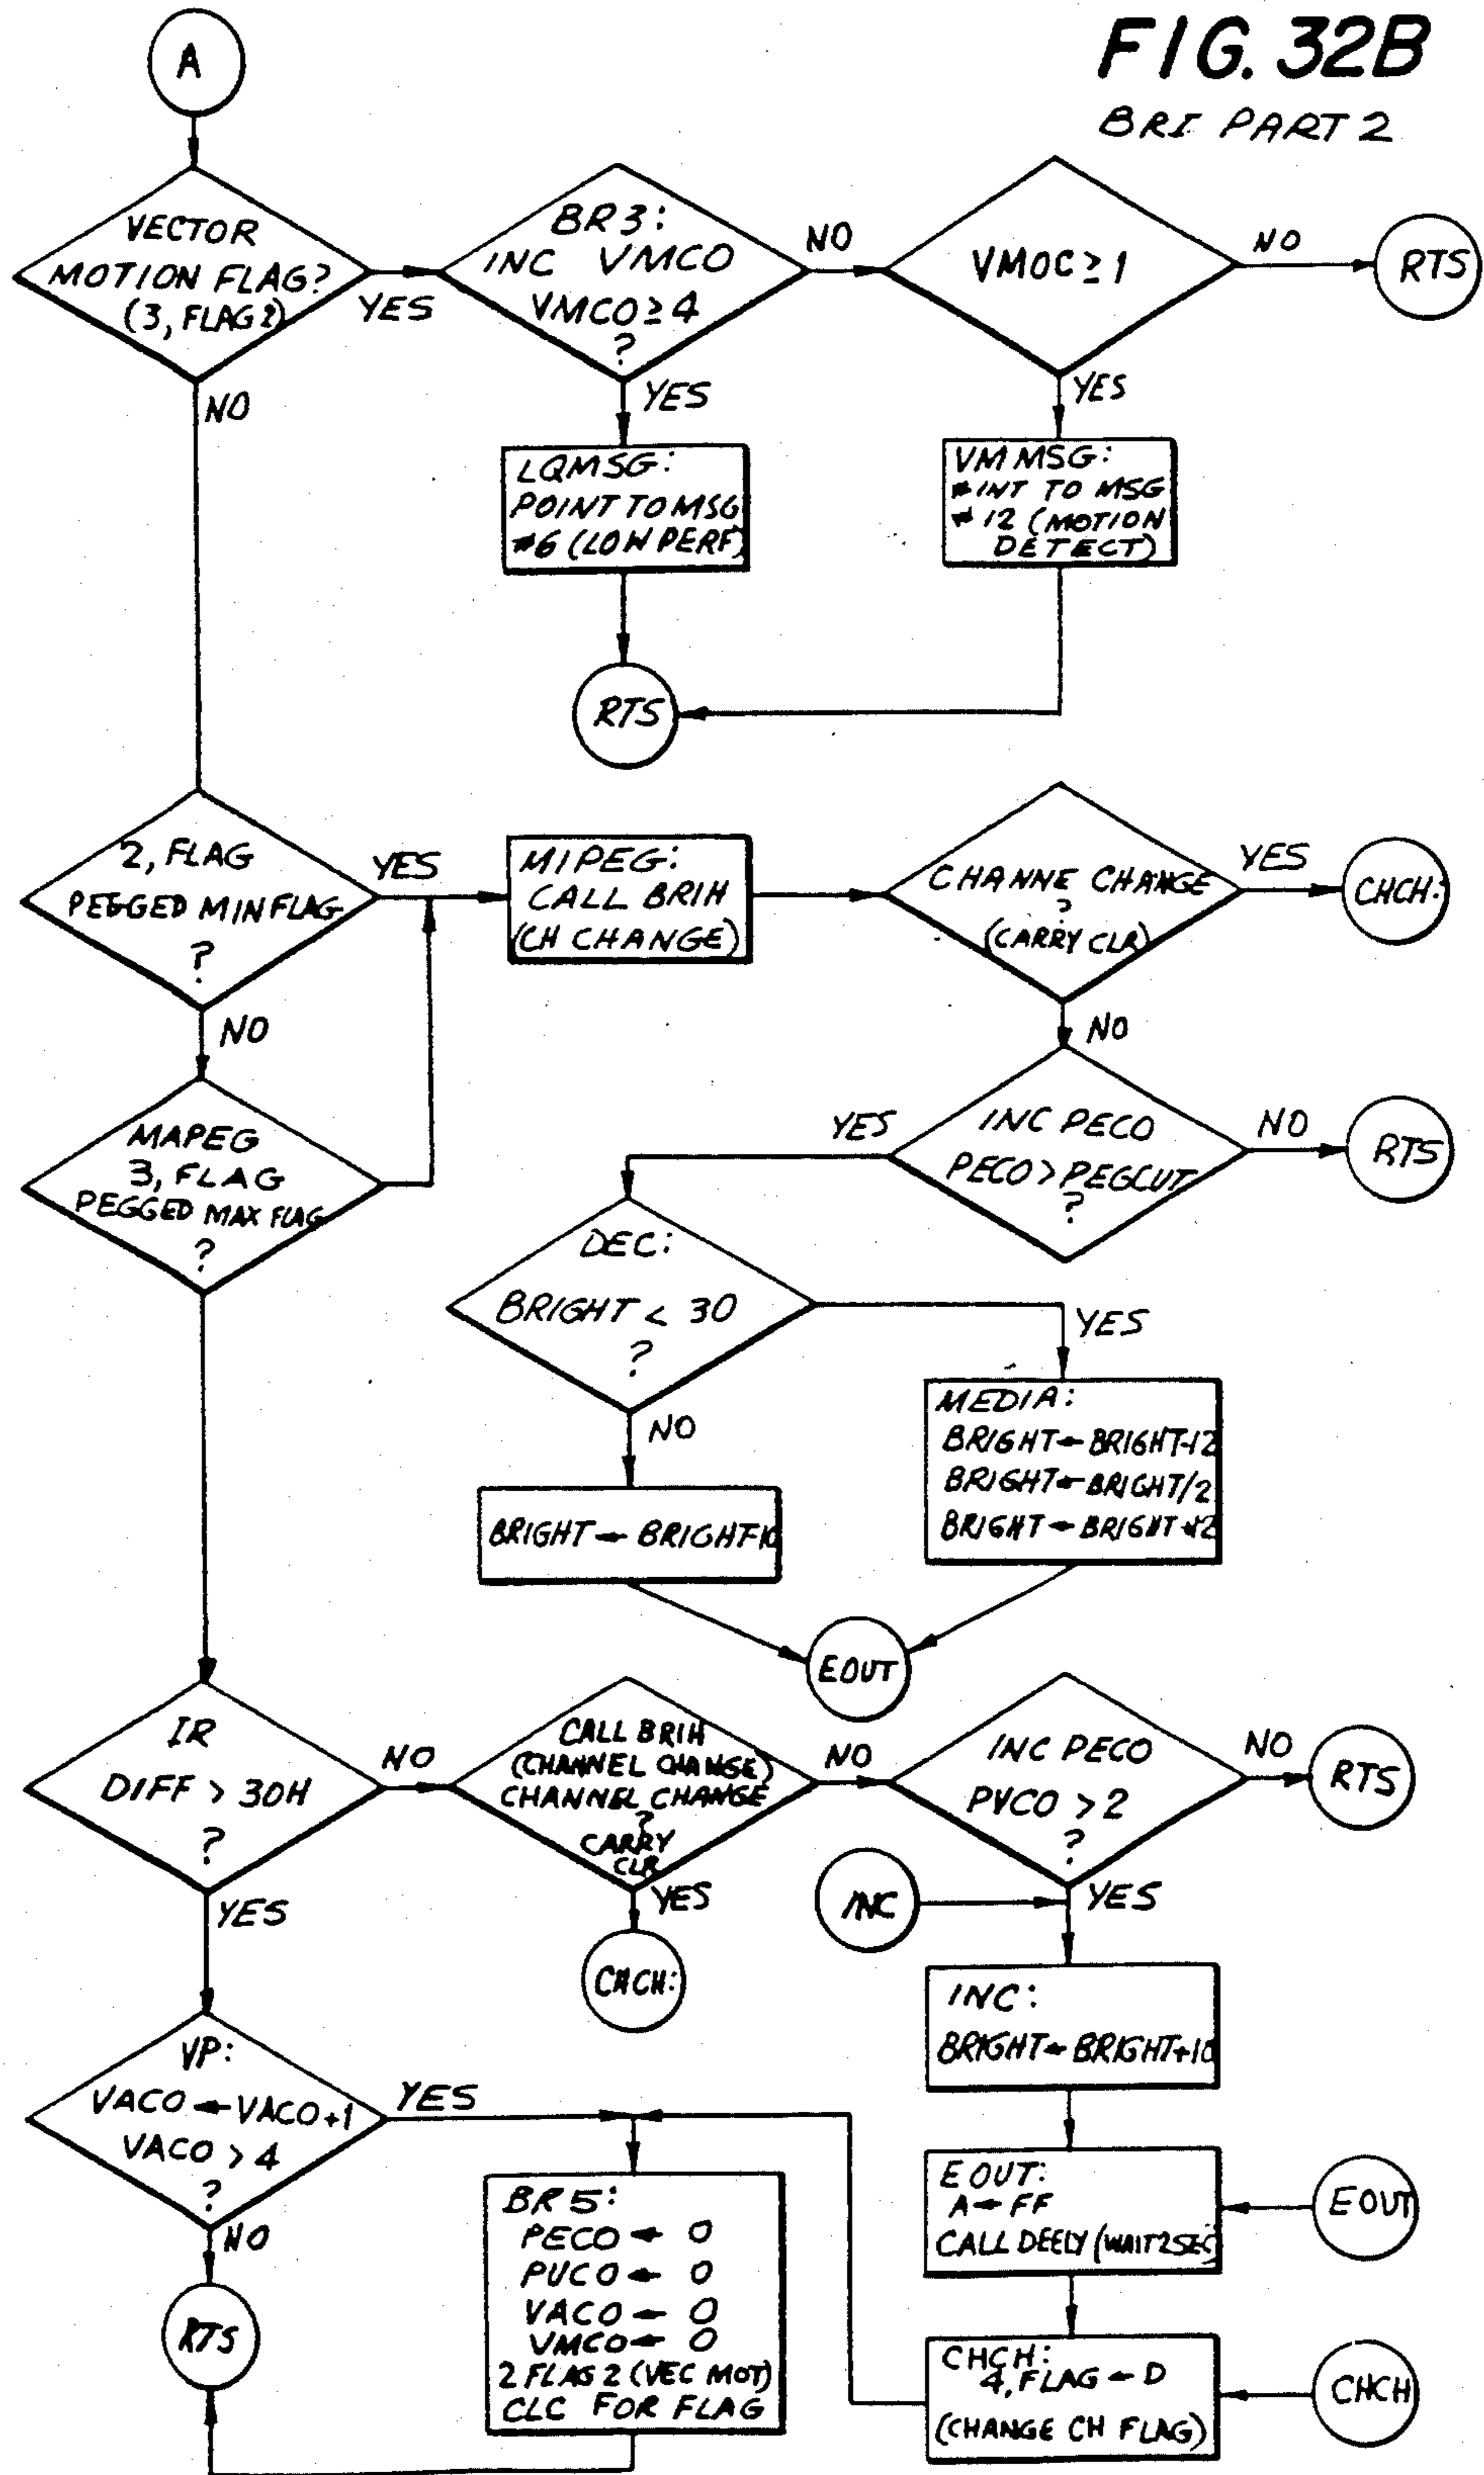 FIG. 32B
BRI PART 2
A
VECTOR
MOTION FLAG?
(3, FLAG 2)
YES
NO
BR3:
INC VMCO
VMCO ≥ 4
?
NO
YES
VMOC ≥ 1
NO
RTS
YES
LQMSG:
POINT TO MSG
#6 (LOW PERF)
VM MSG:
INT TO MSG
#12 (MOTION
DETECT)
RTS
2, FLAG
PEGGED MIN FLAG
?
YES
NO
MIPEG:
CALL BRIH
(CH CHANGE)
CHANNE CHANGE
?
(CARRY CLR)
YES
CHCH:
NO
MAPEG
3, FLAG
PEGGED MAX FLAG
?
INC PECO
PECO > PEGCUT
?
YES
NO
RTS
DEC:
BRIGHT < 30
?
YES
NO
MEDIA:
BRIGHT ← BRIGHT-12
BRIGHT ← BRIGHT/2
BRIGHT ← BRIGHT+12
BRIGHT ← BRIGHT-10
EOUT
IR
DIFF > 30H
?
NO
YES
CALL BRIH
(CHANNEL CHANGE)
CHANNEL CHANGE
?
CARRY
CLR
NO
YES
CHCH:
INC PECO
PVCO > 2
?
NO
RTS
YES
INC
INC:
BRIGHT ← BRIGHT+10
VP:
VACO ← VACO+1
VACO > 4
?
YES
NO
RTS
BR5:
PECO ← 0
PVCO ← 0
VACO ← 0
VMCO ← 0
2 FLAG 2 (VEC MOT)
CLC FOR FLAG
EOUT:
A ← FF
CALL DEELY (WAIT 2SEC)
EOUT
CHCH:
4, FLAG ← D
(CHANGE CH FLAG)
CHCH